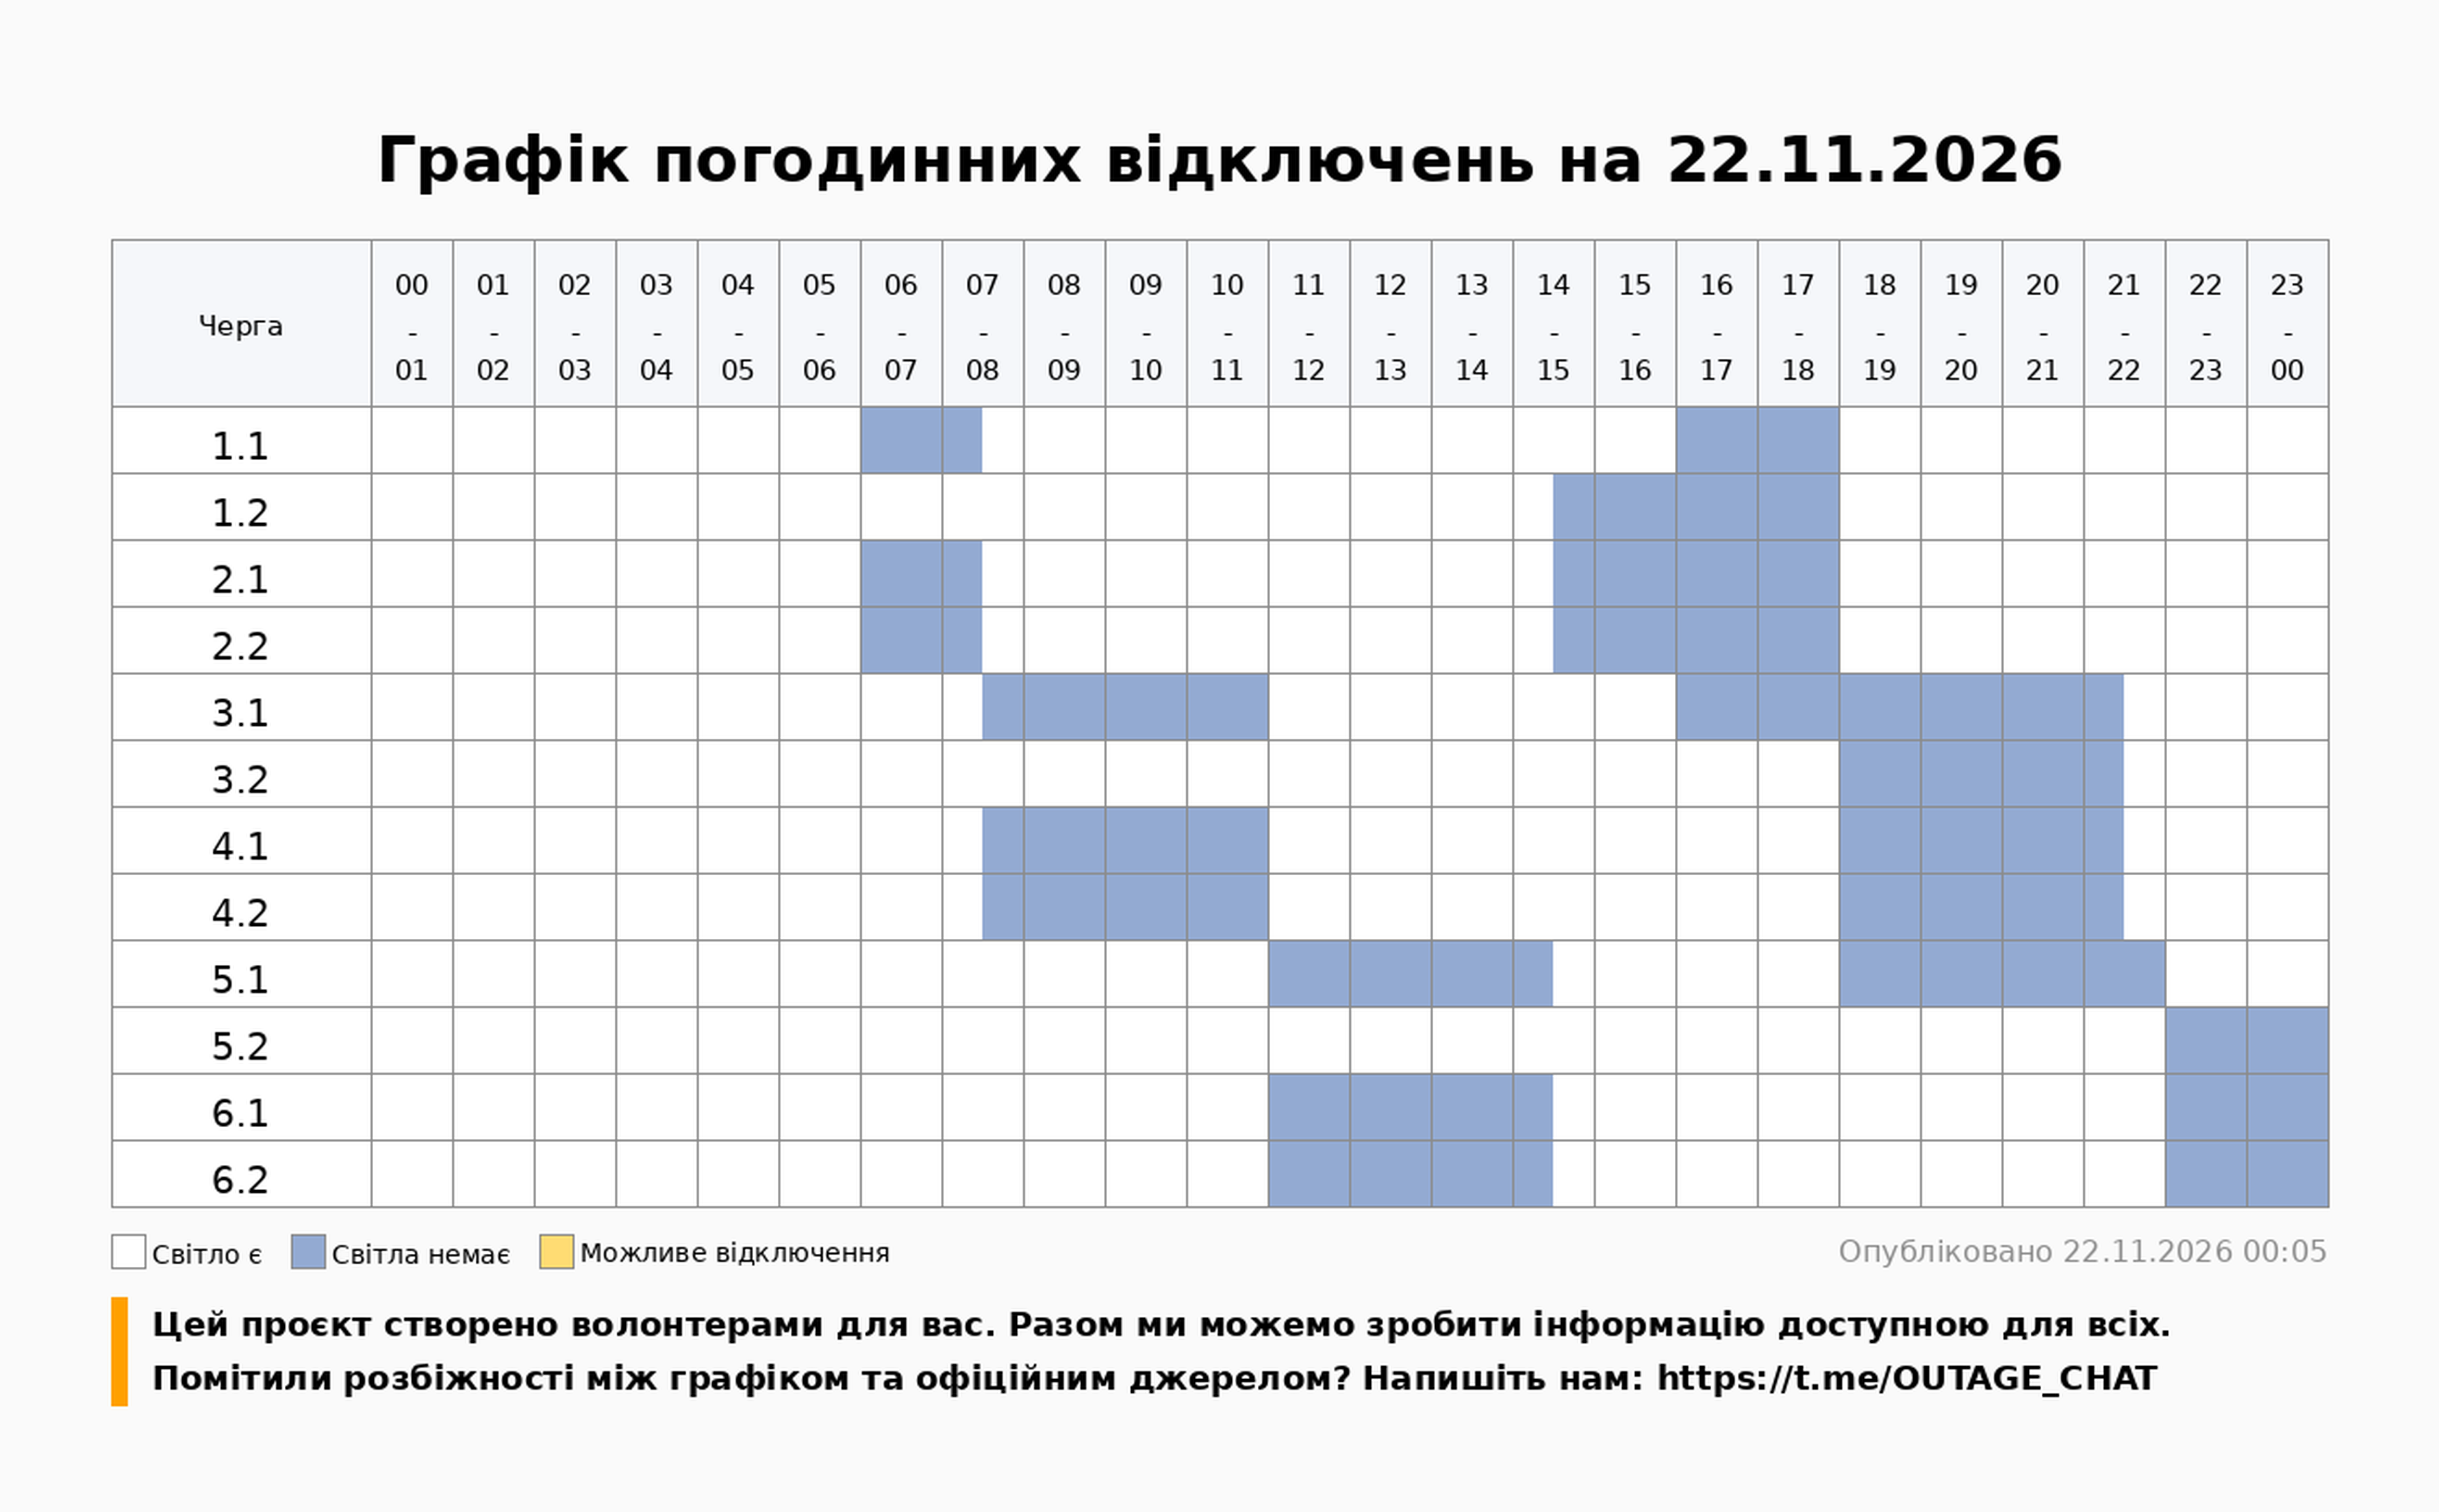 Графік погодинних відключень на 22.11.2026
Черга 00 - 01 01 - 02 02 - 03 03 - 04 04 - 05 05 - 06 06 - 07 07 - 08 08 - 09 09 - 10 10 - 11 11 - 12 12 - 13 13 - 14 14 - 15 15 - 16 16 - 17 17 - 18 18 - 19 19 - 20 20 - 21 21 - 22 22 - 23 23 - 00
1.1
1.2
2.1
2.2
3.1
3.2
4.1
4.2
5.1
5.2
6.1
6.2
Світло є Світла немає Можливе відключення Опубліковано 22.11.2026 00:05
Цей проєкт створено волонтерами для вас. Разом ми можемо зробити інформацію доступною для всіх.
Помітили розбіжності між графіком та офіційним джерелом? Напишіть нам: https://t.me/OUTAGE_CHAT